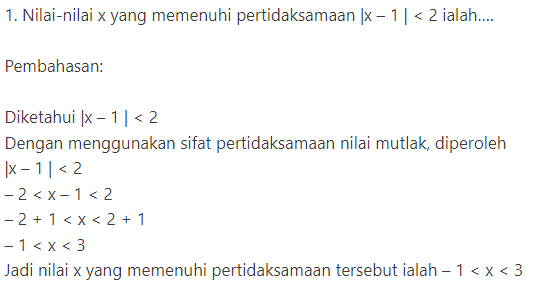 1. Nilai-nilai x yang memenuhi pertidaksamaan |x – 1 | < 2 ialah....
Pembahasan:
Diketahui |x – 1 | < 2
Dengan menggunakan sifat pertidaksamaan nilai mutlak, diperoleh
|x – 1 | < 2
– 2 < x – 1 < 2
– 2 + 1 < x < 2 + 1
– 1 < x < 3
Jadi nilai x yang memenuhi pertidaksamaan tersebut ialah – 1 < x < 3